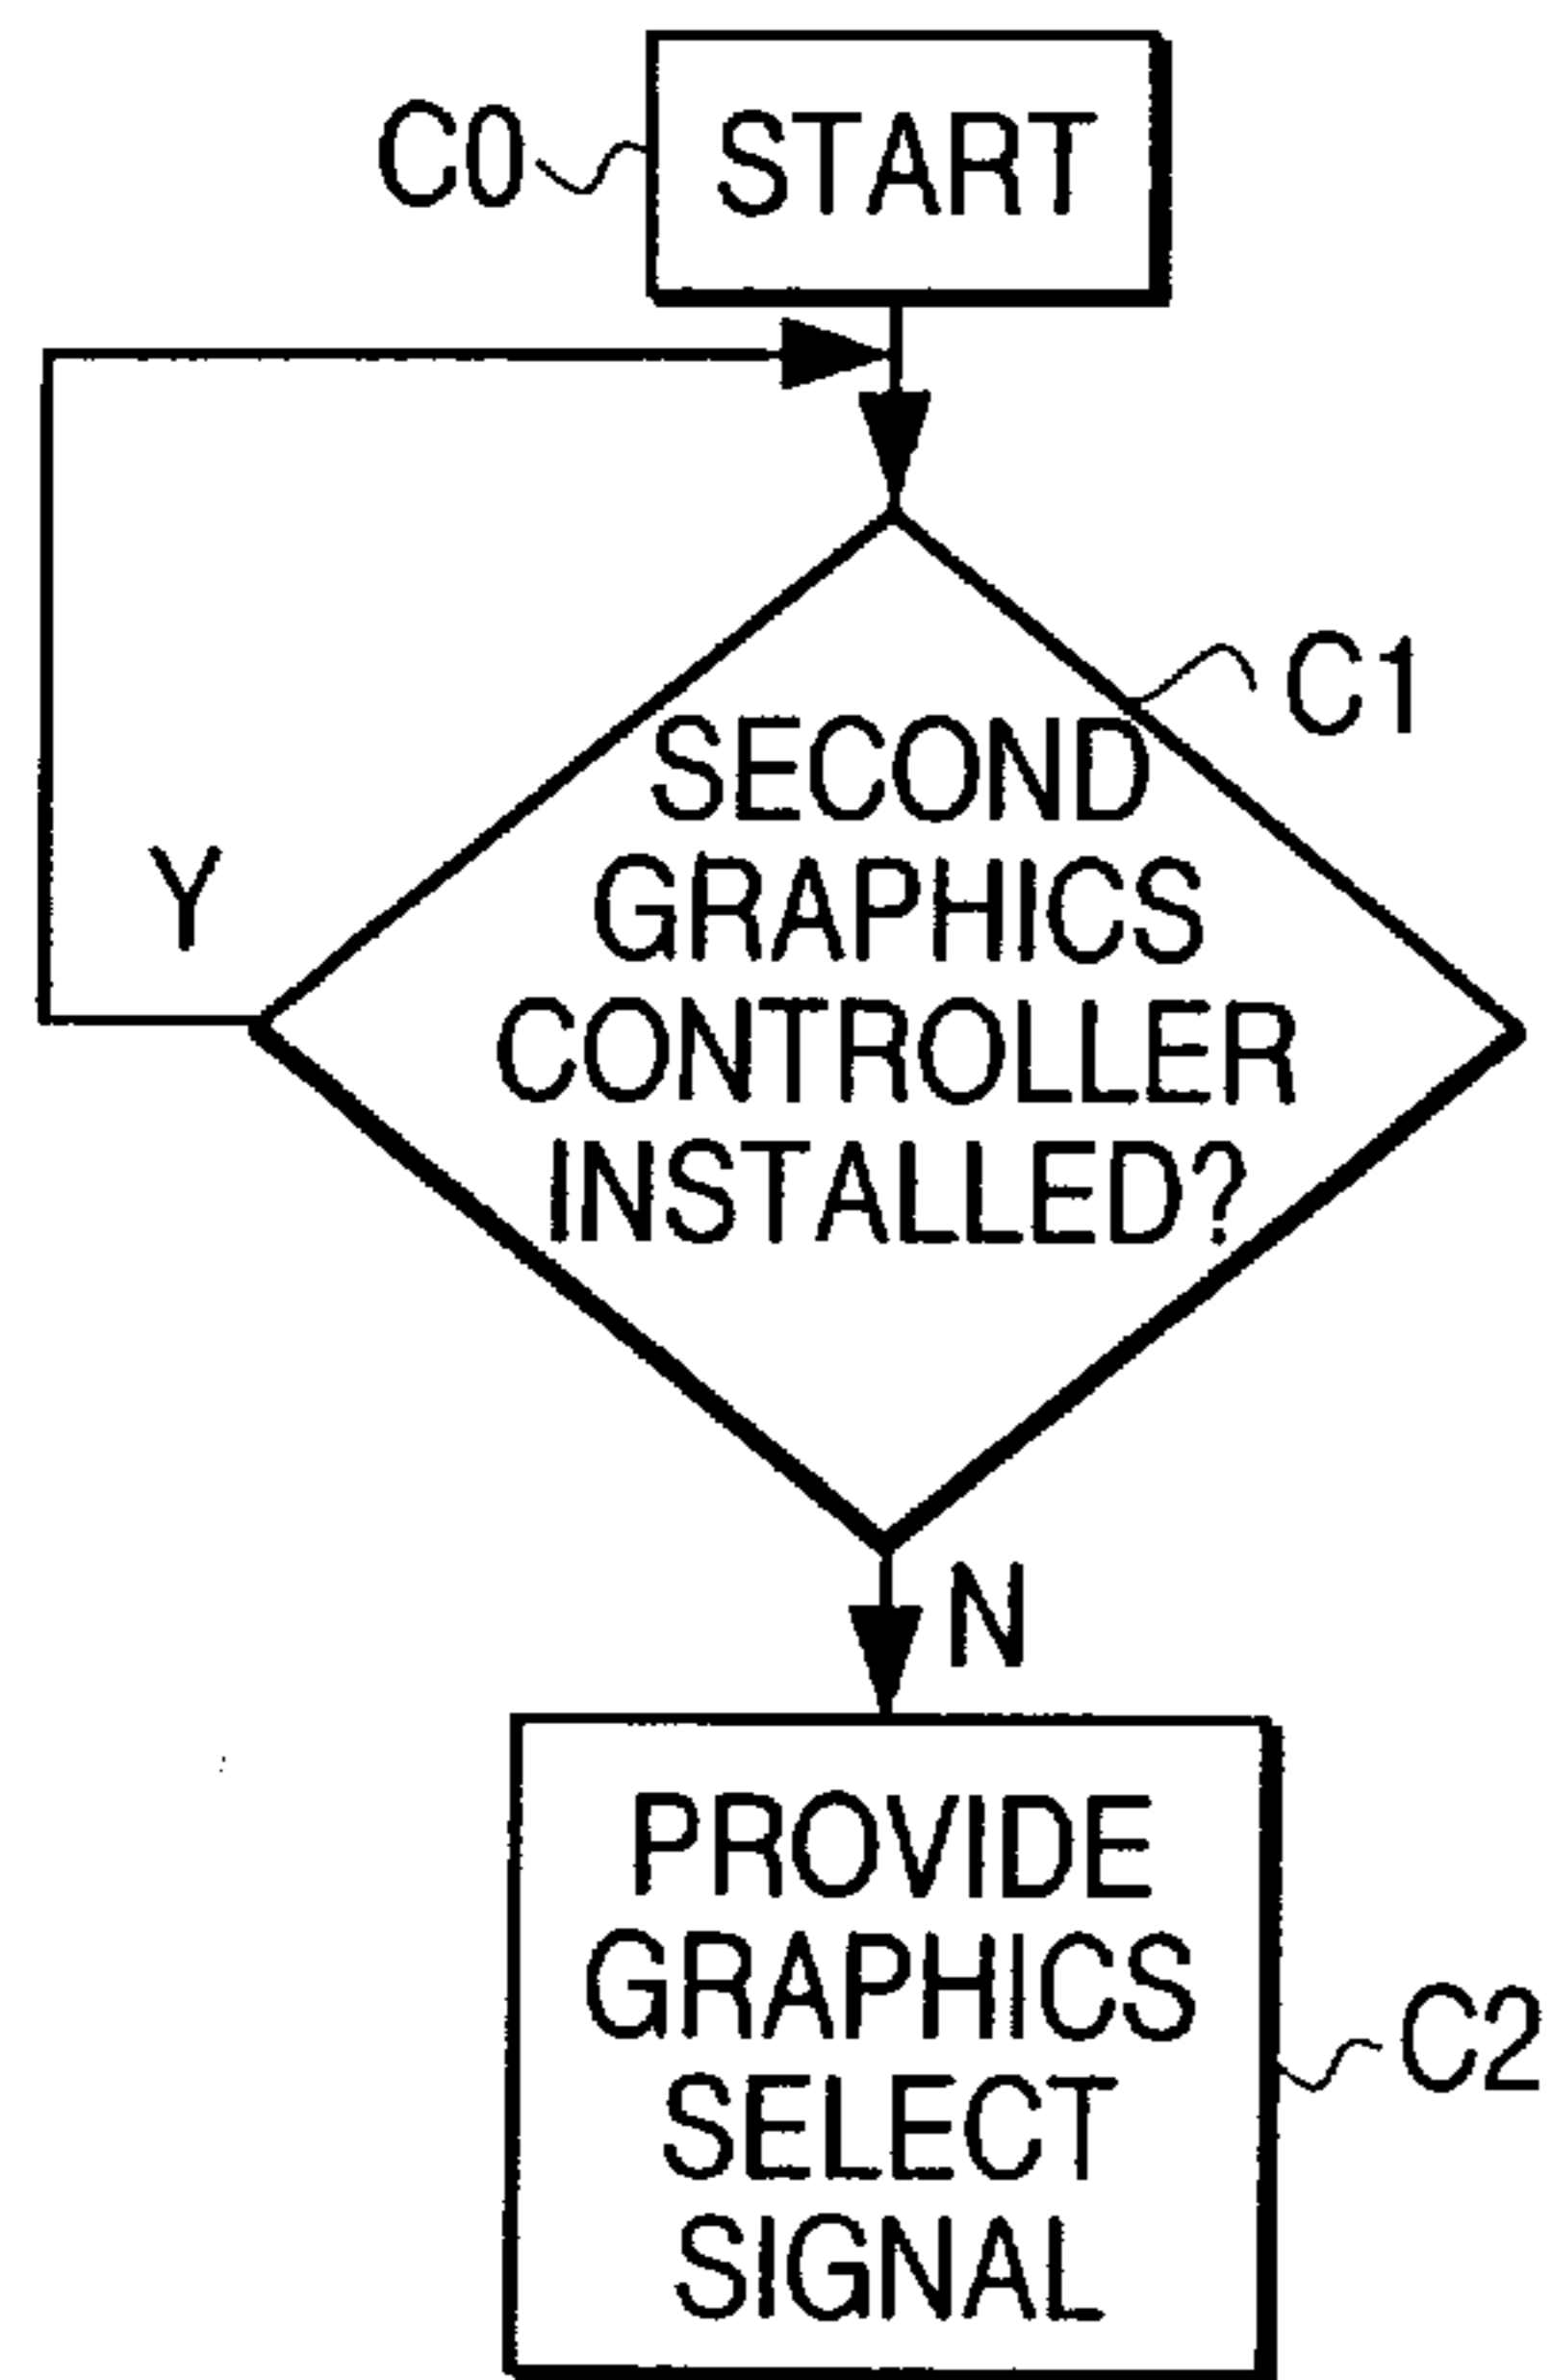 C0
START
C1
SECOND
GRAPHICS
CONTROLLER
INSTALLED?
Y
N
PROVIDE
GRAPHICS
SELECT
SIGNAL
C2